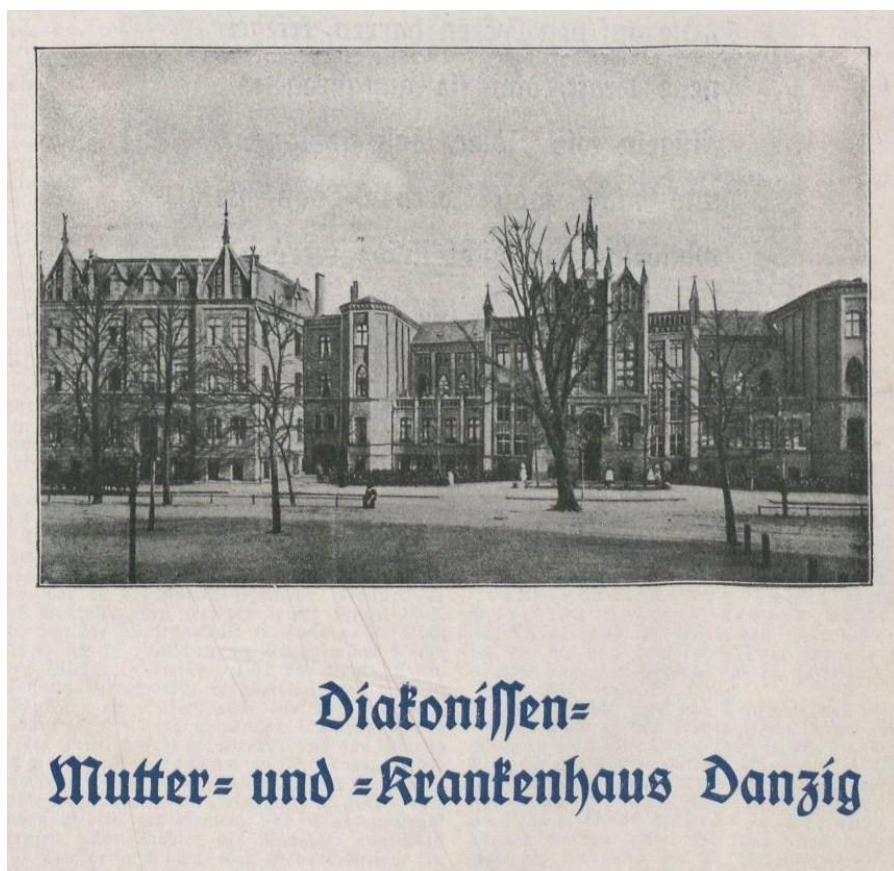 Diakoniſſen=
Mutter= und =Krankenhaus Danzig